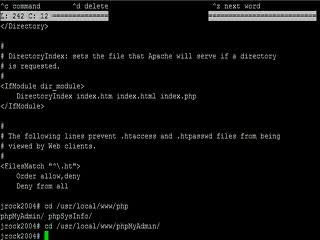 ^c command ^d delete ^z next word
L: 242 C: 12 ===== =====
</Directory>
#
# DirectoryIndex: sets the file that Apache will serve if a directory
# is requested.
#
<IfModule dir_module>
DirectoryIndex index.htm index.html index.php
</IfModule>
#
# The following lines prevent .htaccess and .htpasswd files from being
# viewed by Web clients.
#
<FilesMatch "^\.ht">
Order allow,deny
Deny from all
jrock2004# cd /usr/local/www/php
phpMyAdmin/ phpSysInfo/
jrock2004# cd /usr/local/www/phpMyAdmin/
jrock2004#